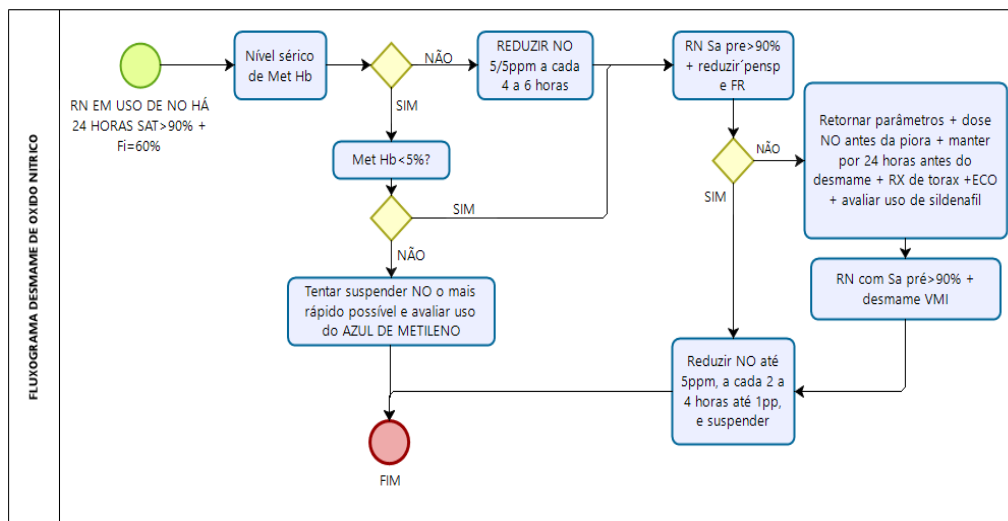 FLUXOGRAMA DESMAME DE OXIDO NITRICO
RN EM USO DE NO HÁ
24 HORAS SAT>90% +
Fi=60%
Nível sérico
de Met Hb
NÃO
SIM
REDUZIR NO
5/5ppm a cada
4 a 6 horas
Met Hb<5%?
SIM
NÃO
Tentar suspender NO o mais
rápido possível e avaliar uso
do AZUL DE METILENO
RN Sa pre>90%
+ reduzir´pensp
e FR
NÃO
SIM
Retornar parâmetros + dose
NO antes da piora + manter
por 24 horas antes do
desmame + RX de torax +ECO
+ avaliar uso de sildenafil
RN com Sa pré>90% +
desmame VMI
Reduzir NO até
5ppm, a cada 2 a
4 horas até 1pp,
e suspender
FIM